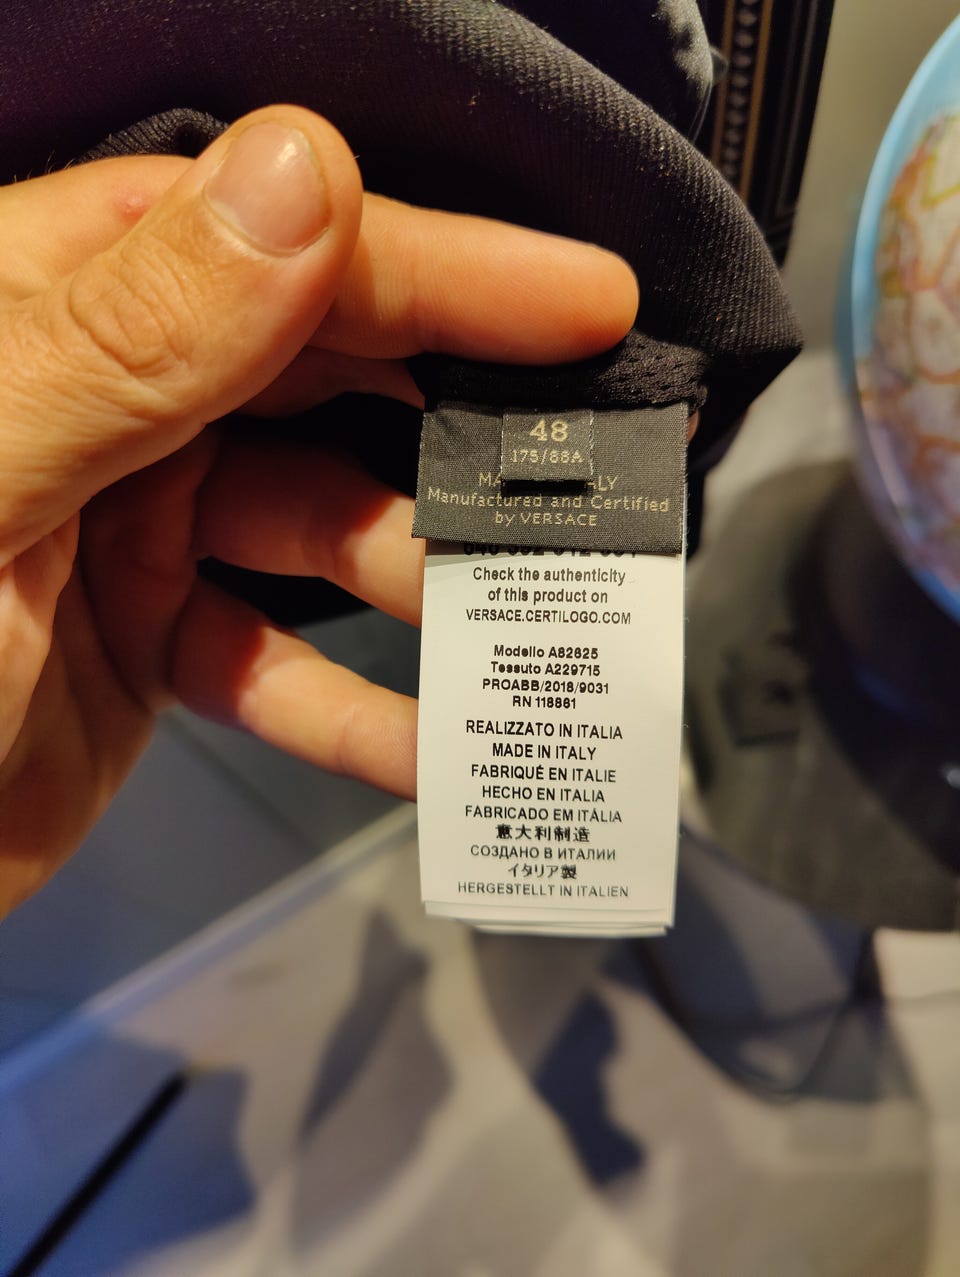 48
175/88A
Manufactured and Certified
by VERSACE
Check the authenticity
of this product on
VERSACE.CERTILOGO.COM
Modello A82625
Tessuto A229715
PROABB/2018/9031
RN 118861
REALIZZATO IN ITALIA
MADE IN ITALY
FABRIQUÉ EN ITALIE
HECHO EN ITALIA
FABRICADO EM ITÁLIA
意大利制造
СОЗДАНО В ИТАЛИИ
イタリア製
HERGESTELLT IN ITALIEN